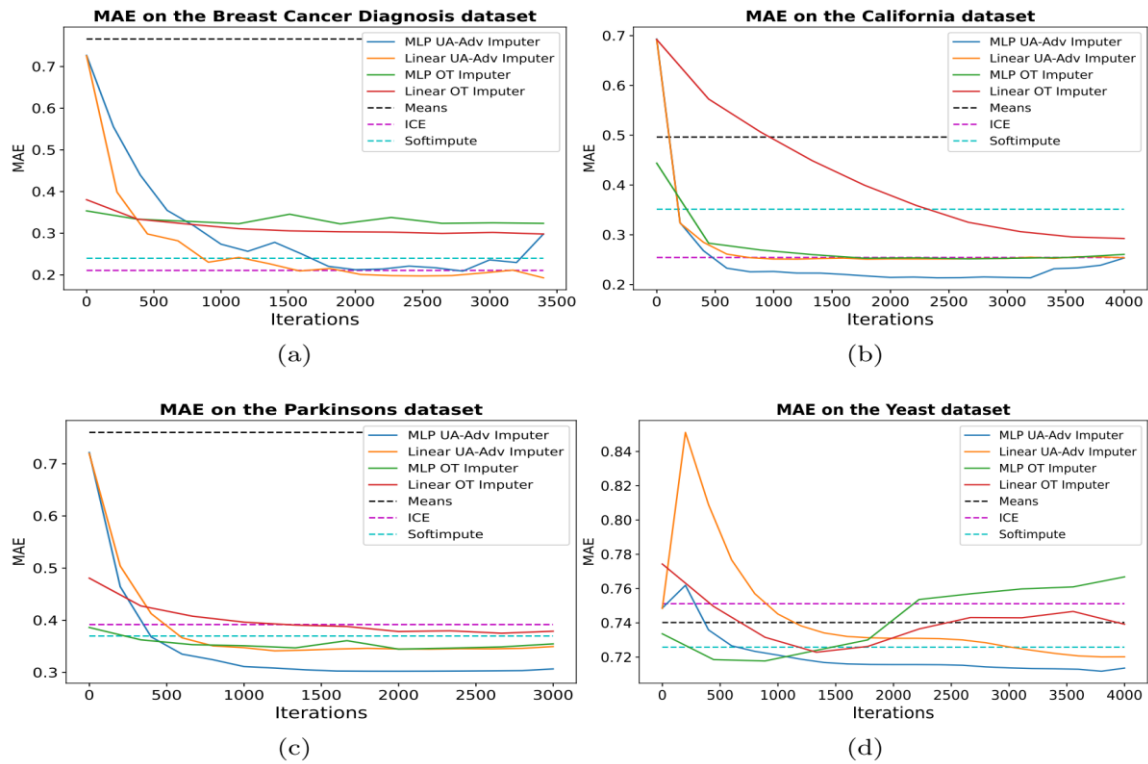 MAE on the Breast Cancer Diagnosis dataset
MAE
0.7
0.6
0.5
0.4
0.3
0.2
MLP UA-Adv Imputer
Linear UA-Adv Imputer
MLP OT Imputer
Linear OT Imputer
Means
ICE
Softimpute
0 500 1000 1500 2000 2500 3000 3500
Iterations
(a)
MAE on the California dataset
MAE
0.7
0.6
0.5
0.4
0.3
0.2
MLP UA-Adv Imputer
Linear UA-Adv Imputer
MLP OT Imputer
Linear OT Imputer
Means
ICE
Softimpute
0 500 1000 1500 2000 2500 3000 3500 4000
Iterations
(b)
MAE on the Parkinsons dataset
MAE
0.7
0.6
0.5
0.4
0.3
MLP UA-Adv Imputer
Linear UA-Adv Imputer
MLP OT Imputer
Linear OT Imputer
Means
ICE
Softimpute
0 500 1000 1500 2000 2500 3000
Iterations
(c)
MAE on the Yeast dataset
MAE
0.84
0.82
0.80
0.78
0.76
0.74
0.72
MLP UA-Adv Imputer
Linear UA-Adv Imputer
MLP OT Imputer
Linear OT Imputer
Means
ICE
Softimpute
0 500 1000 1500 2000 2500 3000 3500 4000
Iterations
(d)